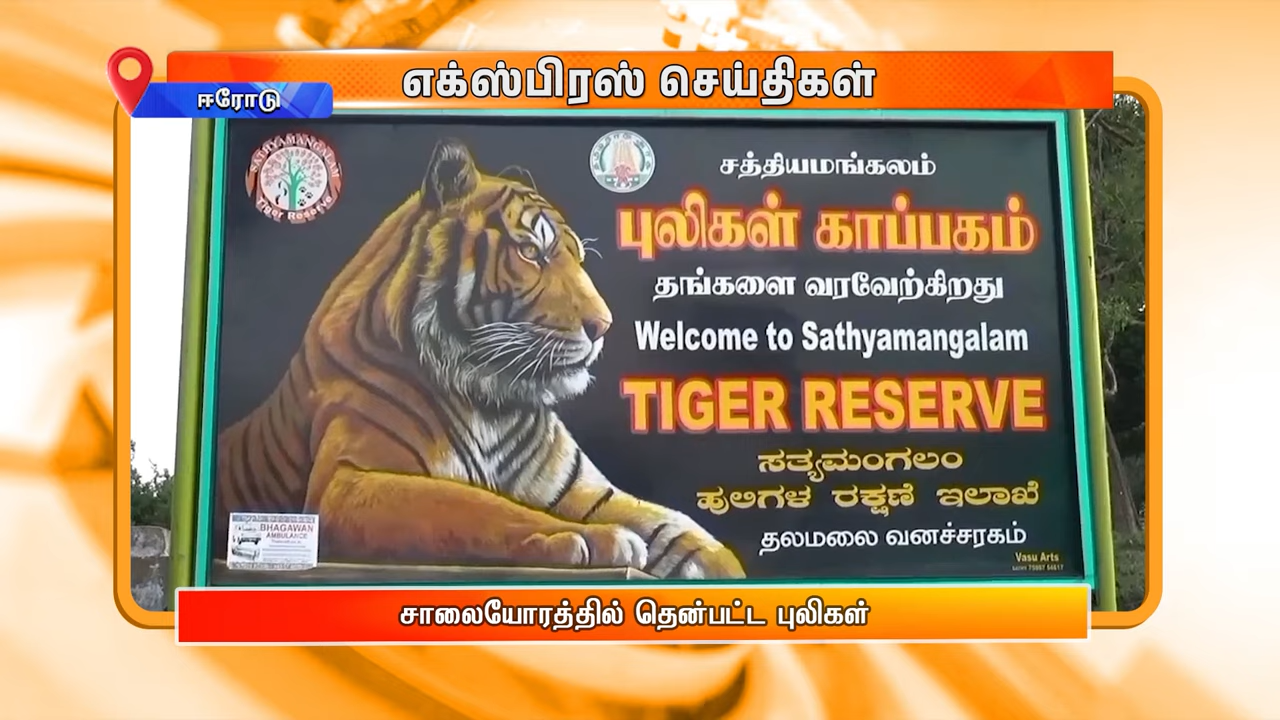 எக்ஸ்பிரஸ் செய்திகள்
ஈரோடு
SATHYAMANGALAM
Tiger Reserve
சத்தியமங்கலம்
புலிகள் காப்பகம்
தங்களை வரவேற்கிறது
Welcome to Sathyamangalam
TIGER RESERVE
ಸತ್ಯಮಂಗಲಂ
ಹುಲಿಗಳ ರಕ್ಷಣೆ ಇಲಾಖೆ
தலமலை வனச்சரகம்
Vasu Arts
BHAGAWAN
AMBULANCE
சாலையோரத்தில் தென்பட்ட புலிகள்